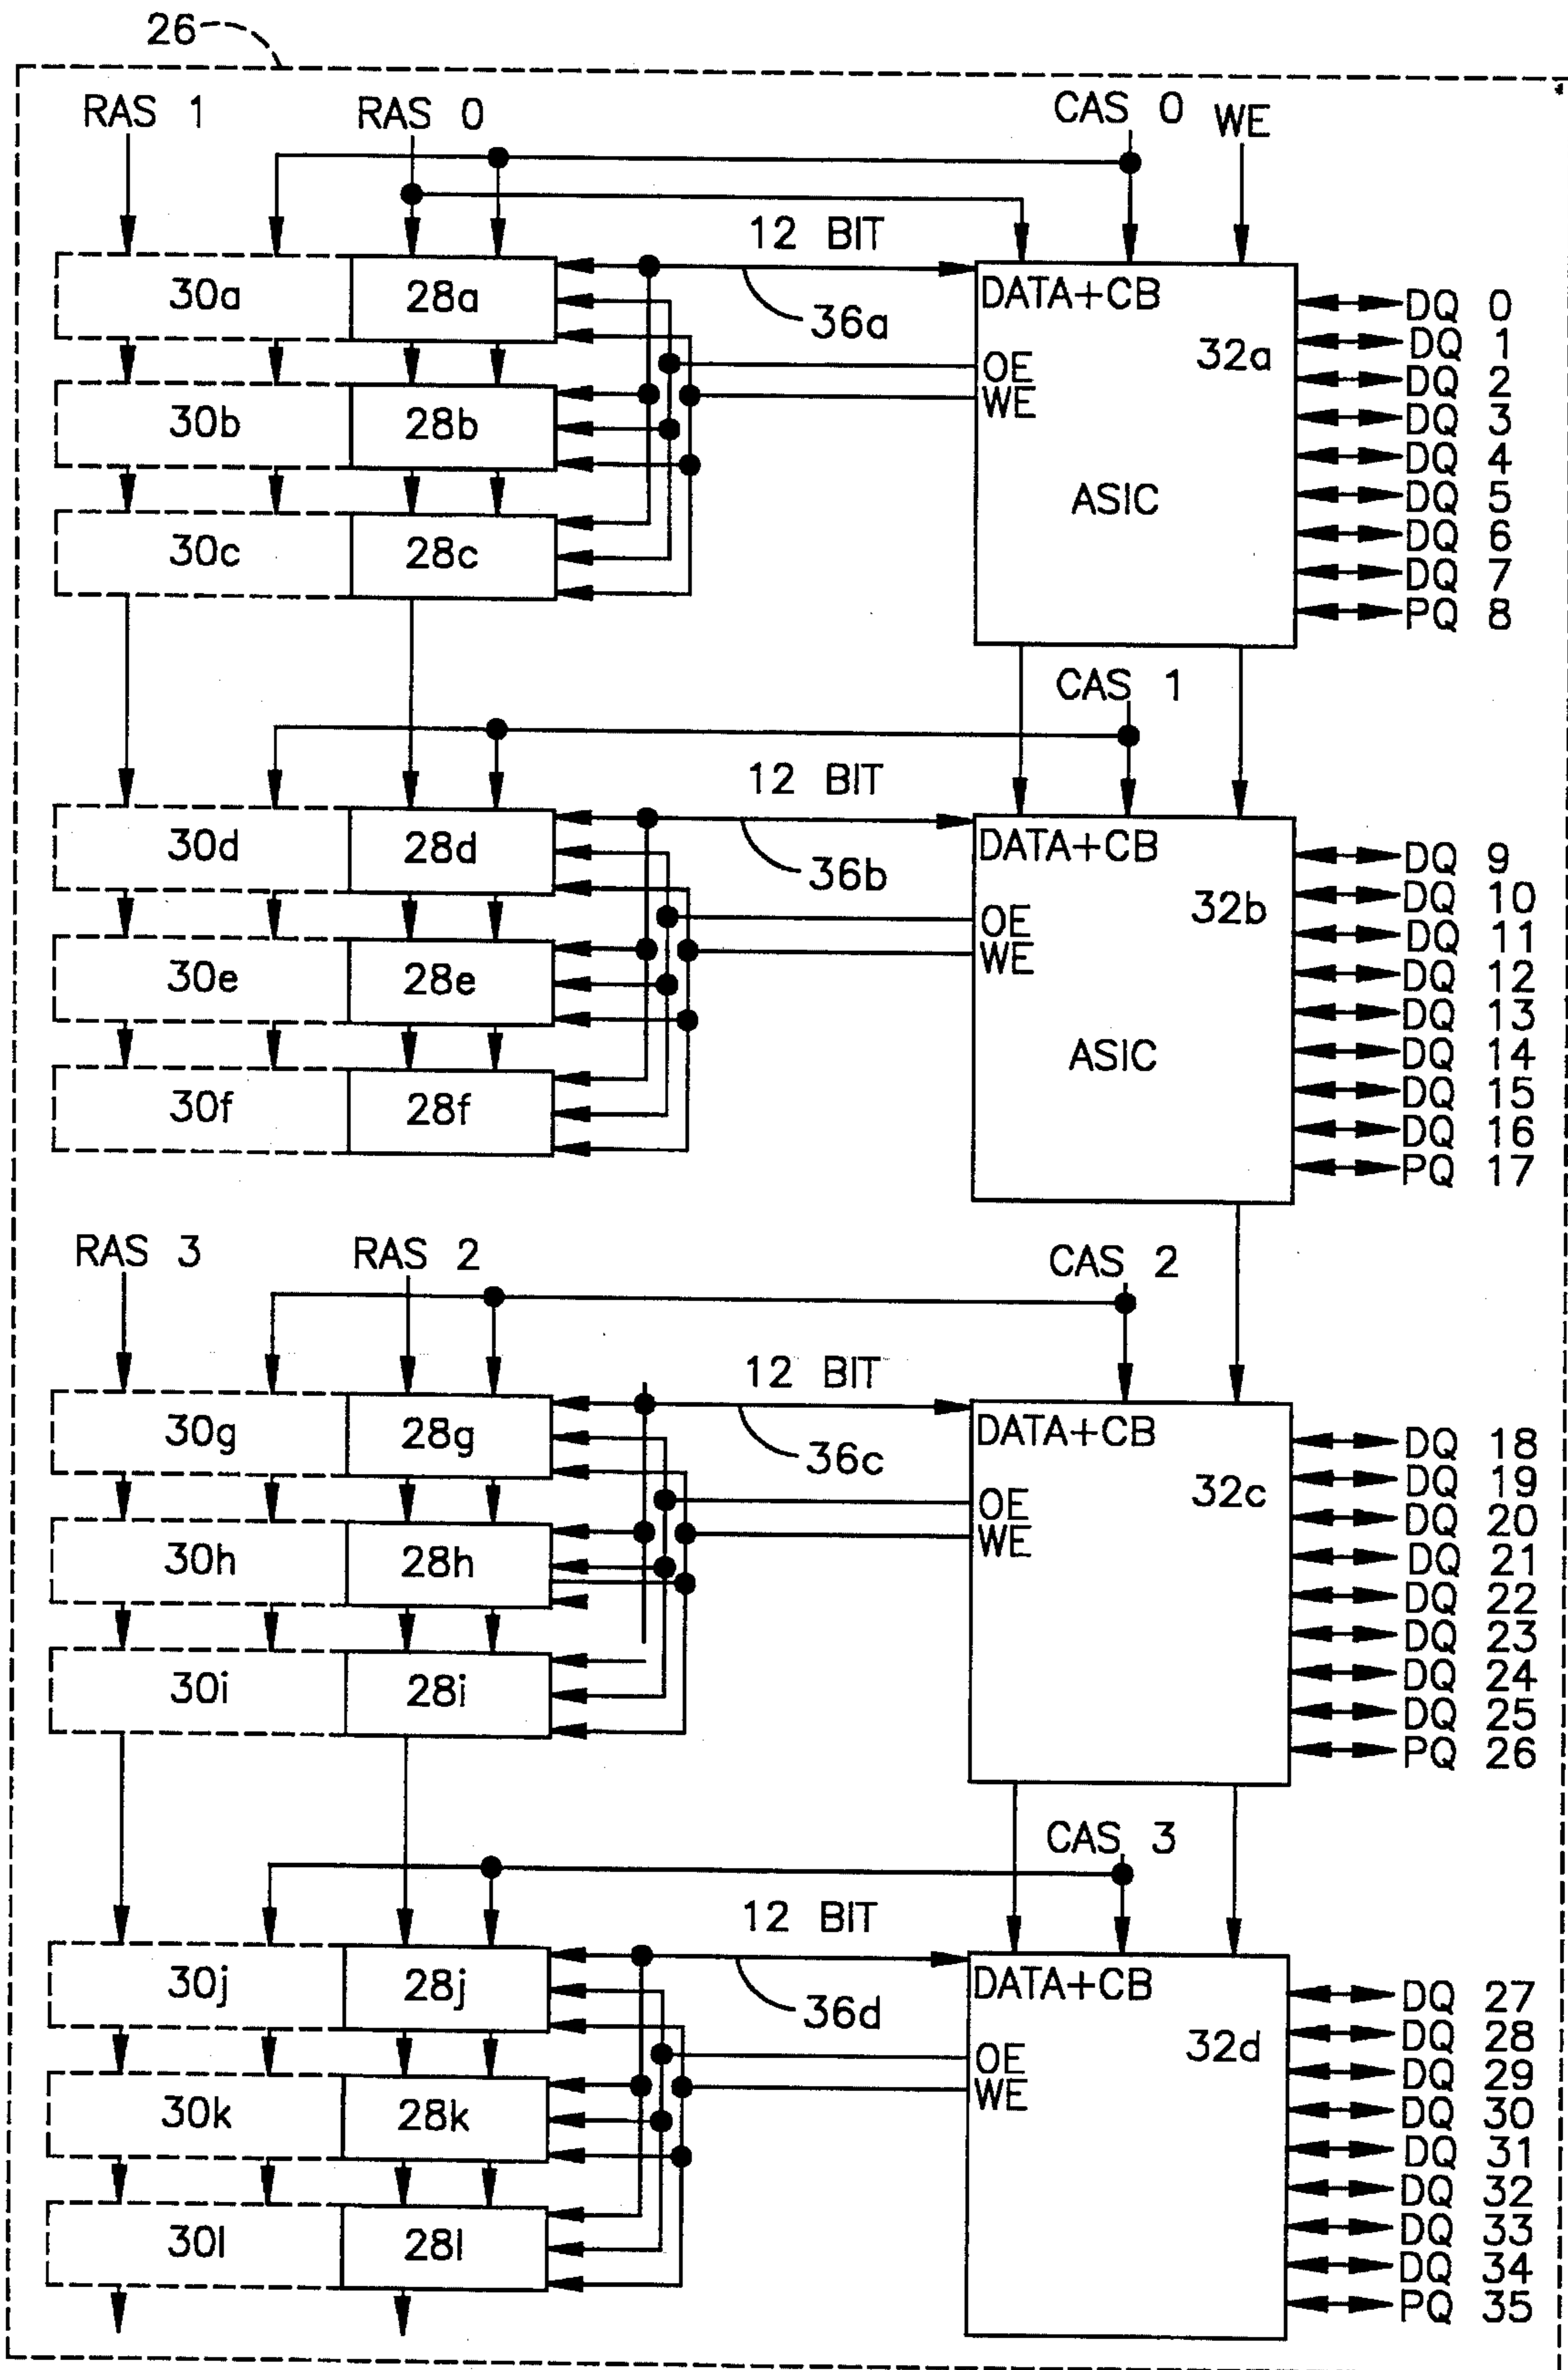 26
RAS 1 RAS 0 CAS 0 WE
12 BIT
30a 28a 36a DATA+CB 32a DQ 0
DQ 1
OE DQ 2
30b 28b WE DQ 3
DQ 4
ASIC DQ 5
30c 28c DQ 6
DQ 7
PQ 8
CAS 1
12 BIT
30d 28d 36b DATA+CB 32b DQ 9
DQ 10
OE DQ 11
30e 28e WE DQ 12
DQ 13
ASIC DQ 14
30f 28f DQ 15
DQ 16
PQ 17
RAS 3 RAS 2 CAS 2
12 BIT
30g 28g 36c DATA+CB 32c DQ 18
DQ 19
OE DQ 20
30h 28h WE DQ 21
DQ 22
DQ 23
30i 28i DQ 24
DQ 25
PQ 26
CAS 3
12 BIT
30j 28j 36d DATA+CB 32d DQ 27
DQ 28
OE DQ 29
30k 28k WE DQ 30
DQ 31
DQ 32
30l 28l DQ 33
DQ 34
PQ 35